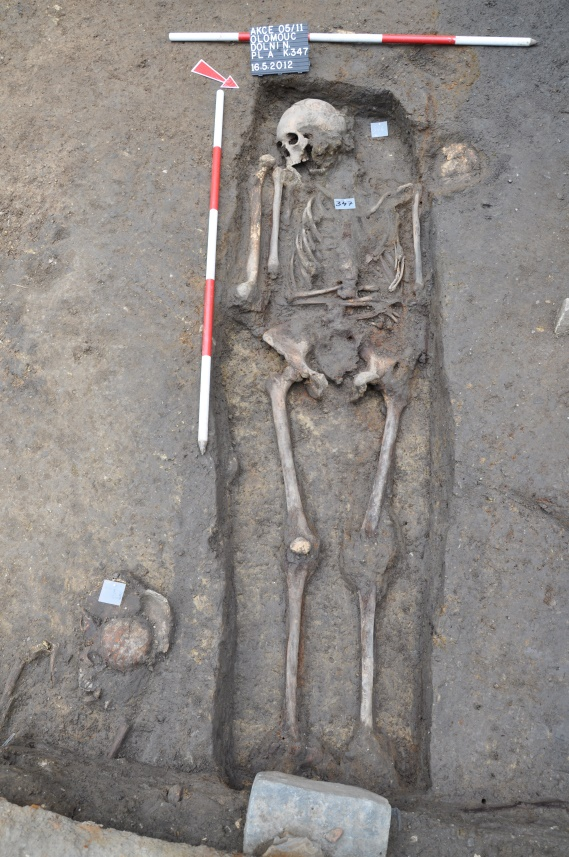 AKCE 05/11
OLOMOUC
DOLNÍ N.
PL A K.347
16.5.2012
347